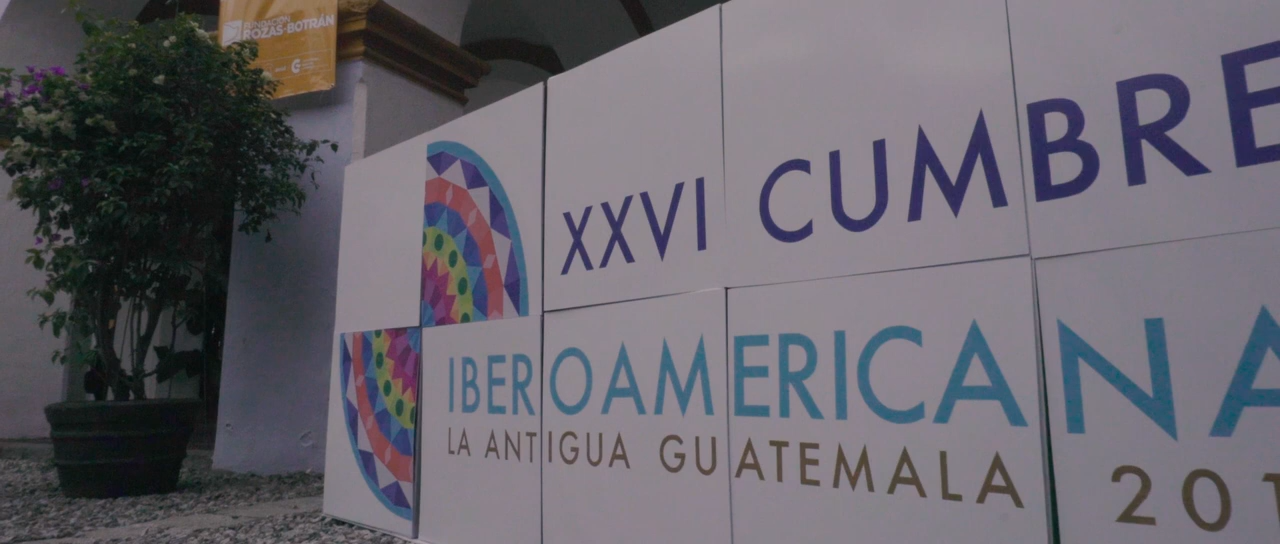 FUNDACIÓN
ROZAS-BOTRÁN
XXVI CUMBRE
IBEROAMERICANA
LA ANTIGUA GUATEMALA 201